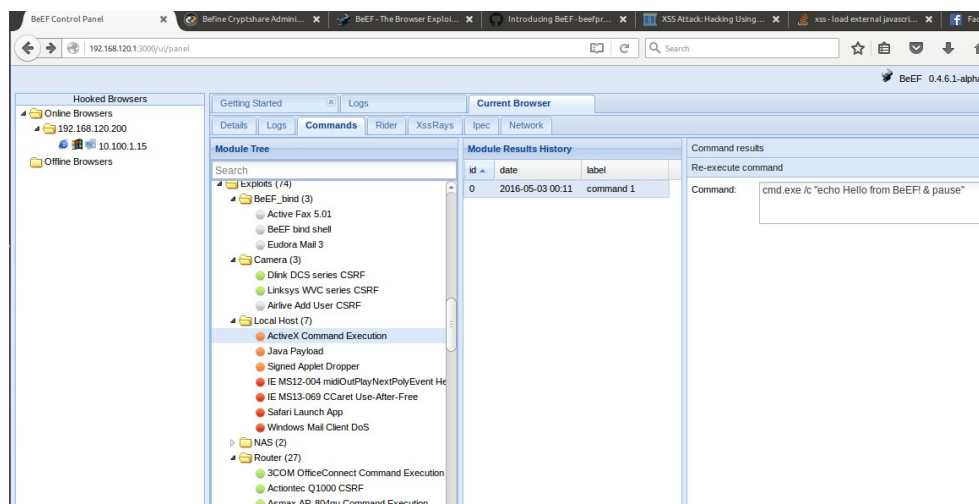 BeEF Control Panel
Befine Cryptshare Admini...
BeEF - The Browser Exploi...
Introducing BeEF - beefpr...
XSS Attack: Hacking Using...
xss - load external javascri...
192.168.120.1:3000/ui/panel
Search
BeEF 0.4.6.1-alpha
Hooked Browsers
Online Browsers
192.168.120.200
10.100.1.15
Offline Browsers
Getting Started
Logs
Current Browser
Details
Logs
Commands
Rider
XssRays
Ipec
Network
Module Tree
Search
Exploits (74)
BeEF_bind (3)
Active Fax 5.01
BeEF bind shell
Eudora Mail 3
Camera (3)
Dlink DCS series CSRF
Linksys WVC series CSRF
Airlive Add User CSRF
Local Host (7)
ActiveX Command Execution
Java Payload
Signed Applet Dropper
IE MS12-004 midiOutPlayNextPolyEvent He
IE MS13-069 CCaret Use-After-Free
Safari Launch App
Windows Mail Client DoS
NAS (2)
Router (27)
3COM OfficeConnect Command Execution
Actiontec Q1000 CSRF
Asmax AR-804gu Command Execution
Module Results History
id date label
0 2016-05-03 00:11 command 1
Command results
Re-execute command
Command: cmd.exe /c "echo Hello from BeEF! & pause"